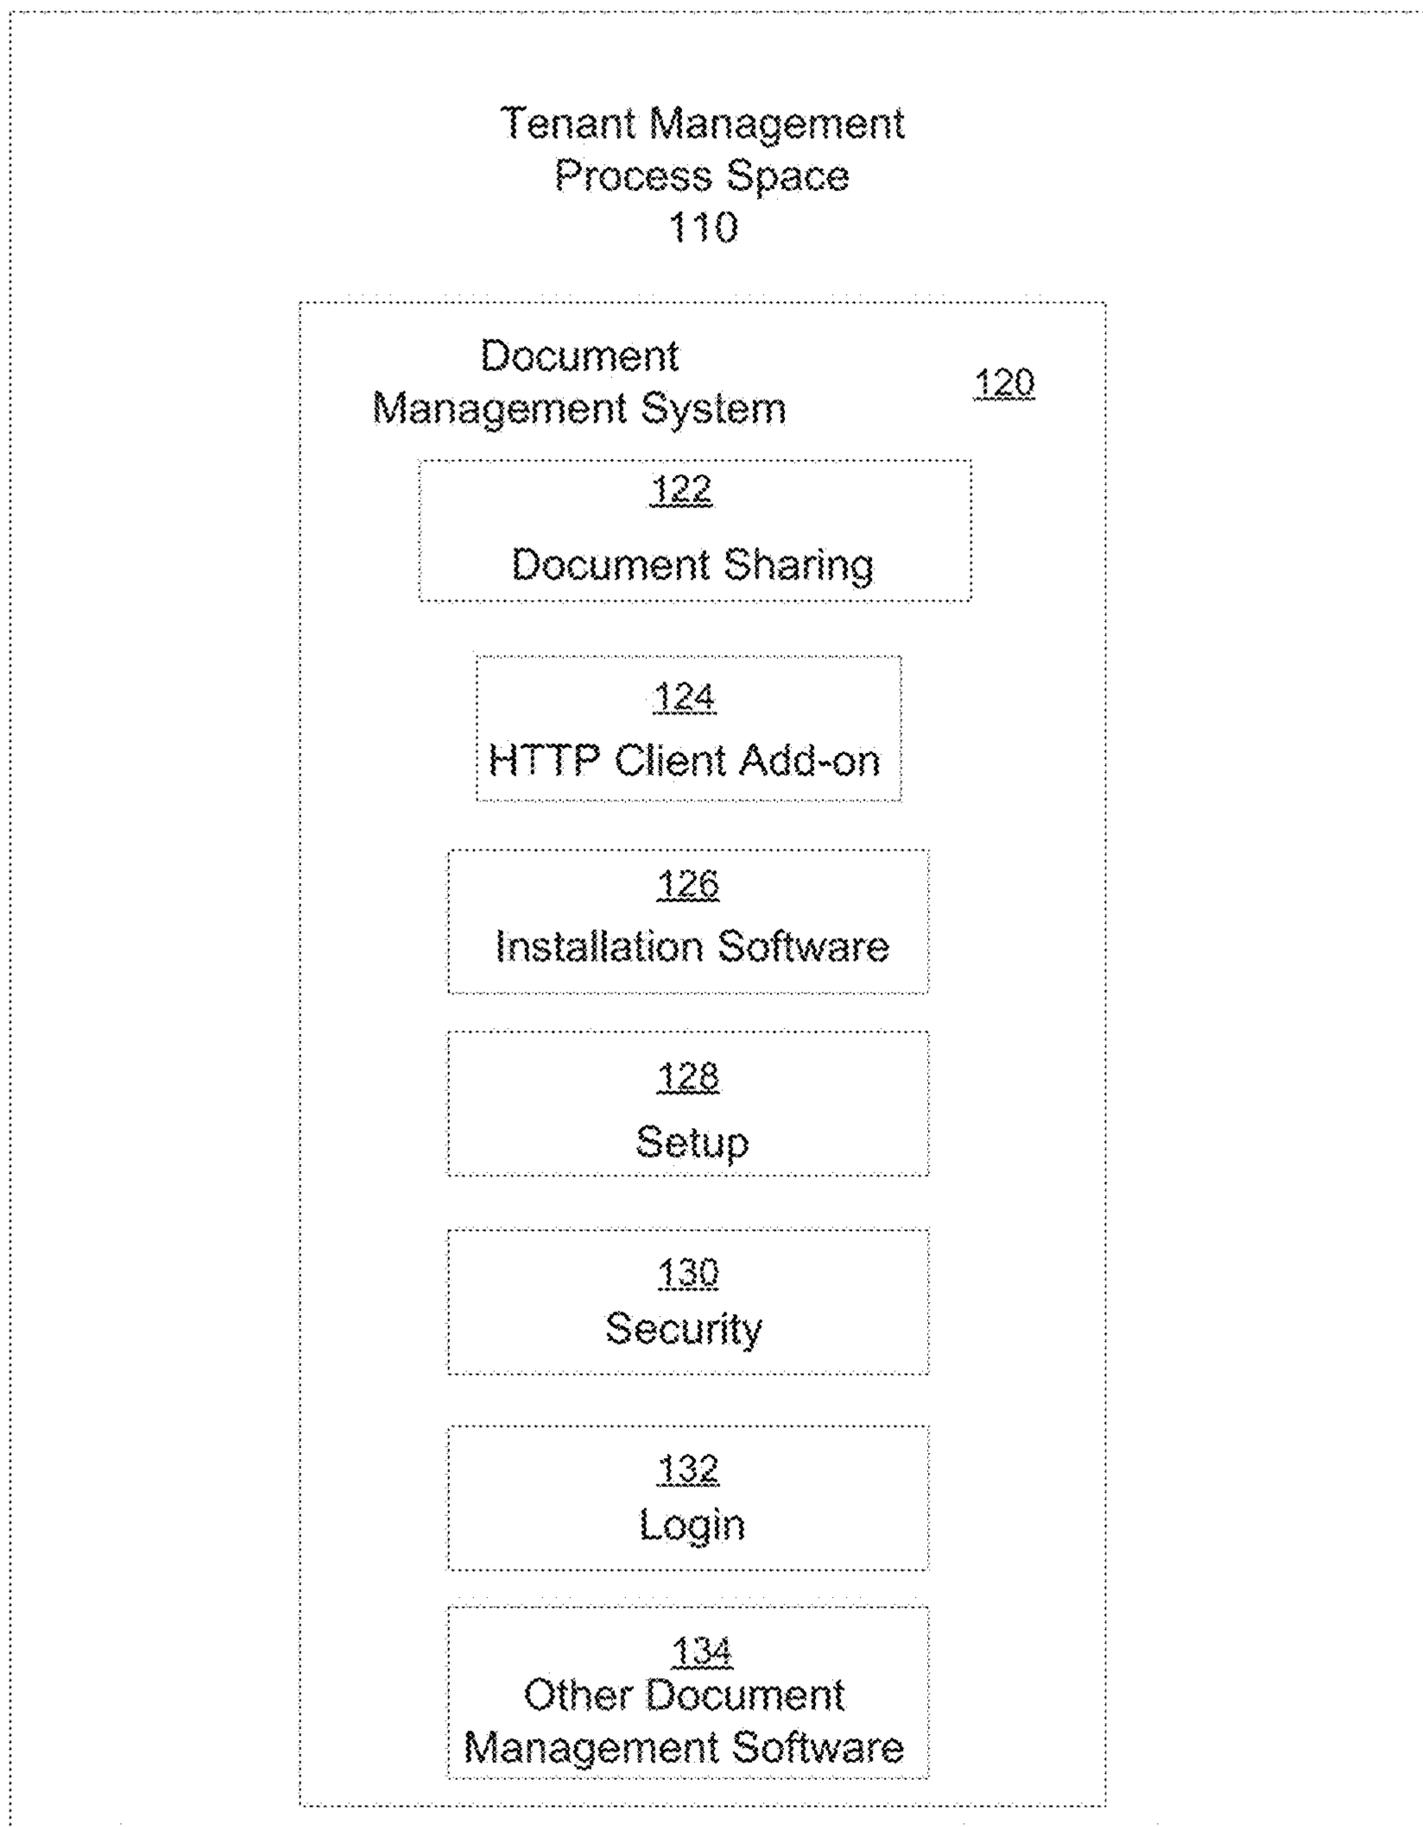 Tenant Management
Process Space
110
Document
Management System
120
122
Document Sharing
124
HTTP Client Add-on
126
Installation Software
128
Setup
130
Security
132
Login
134
Other Document
Management Software